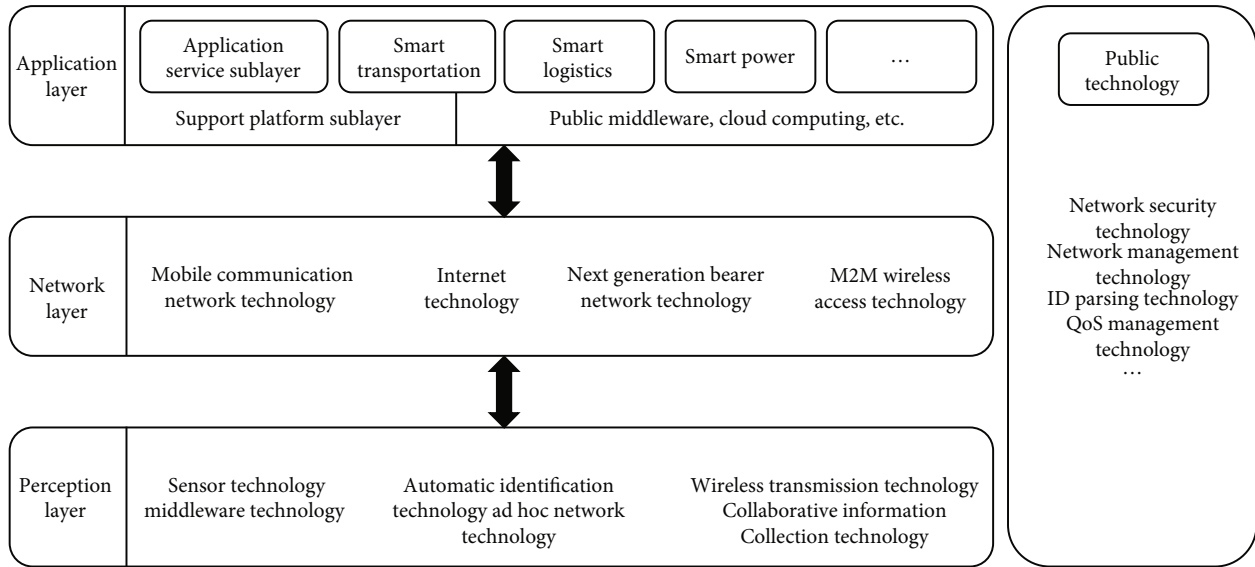 Application
layer
Application
service sublayer
Smart
transportation
Smart
logistics
Smart power
…
Support platform sublayer
Public middleware, cloud computing, etc.
Network
layer
Mobile communication
network technology
Internet
technology
Next generation bearer
network technology
M2M wireless
access technology
Perception
layer
Sensor technology
middleware technology
Automatic identification
technology ad hoc network
technology
Wireless transmission technology
Collaborative information
Collection technology
Public
technology
Network security
technology
Network management
technology
ID parsing technology
QoS management
technology
…